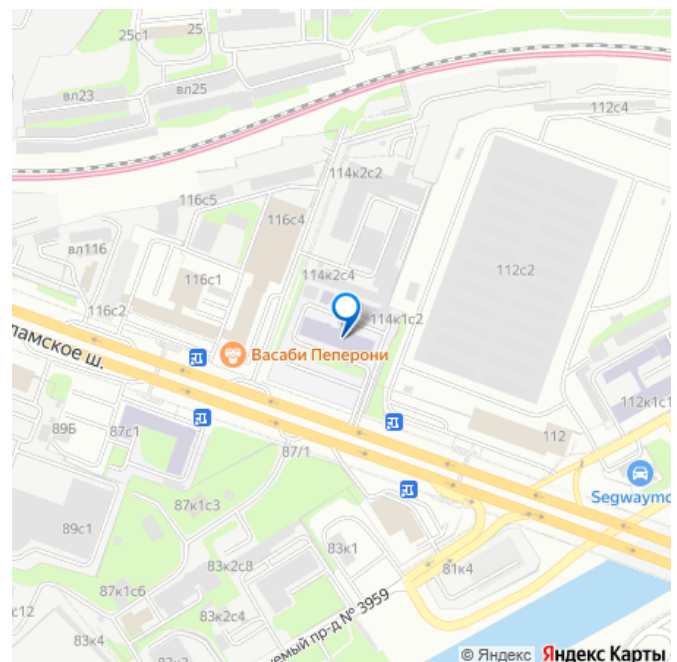 25с1
25
вл23
вл25
112с4
114к2с2
116с5
116с4
вл116
116с1
114к2с4
112с2
116с2
114к1с2
ламское ш.
Васаби Пеперони
112к1с1
89Б
87с1
87/1
112
Segwaymo
87к1с3
89с1
83к1
83к2с8
81к4
87к1с6
с12
83к2с4
83к4
емый пр-д № 3959
© Яндекс Яндекс Карты